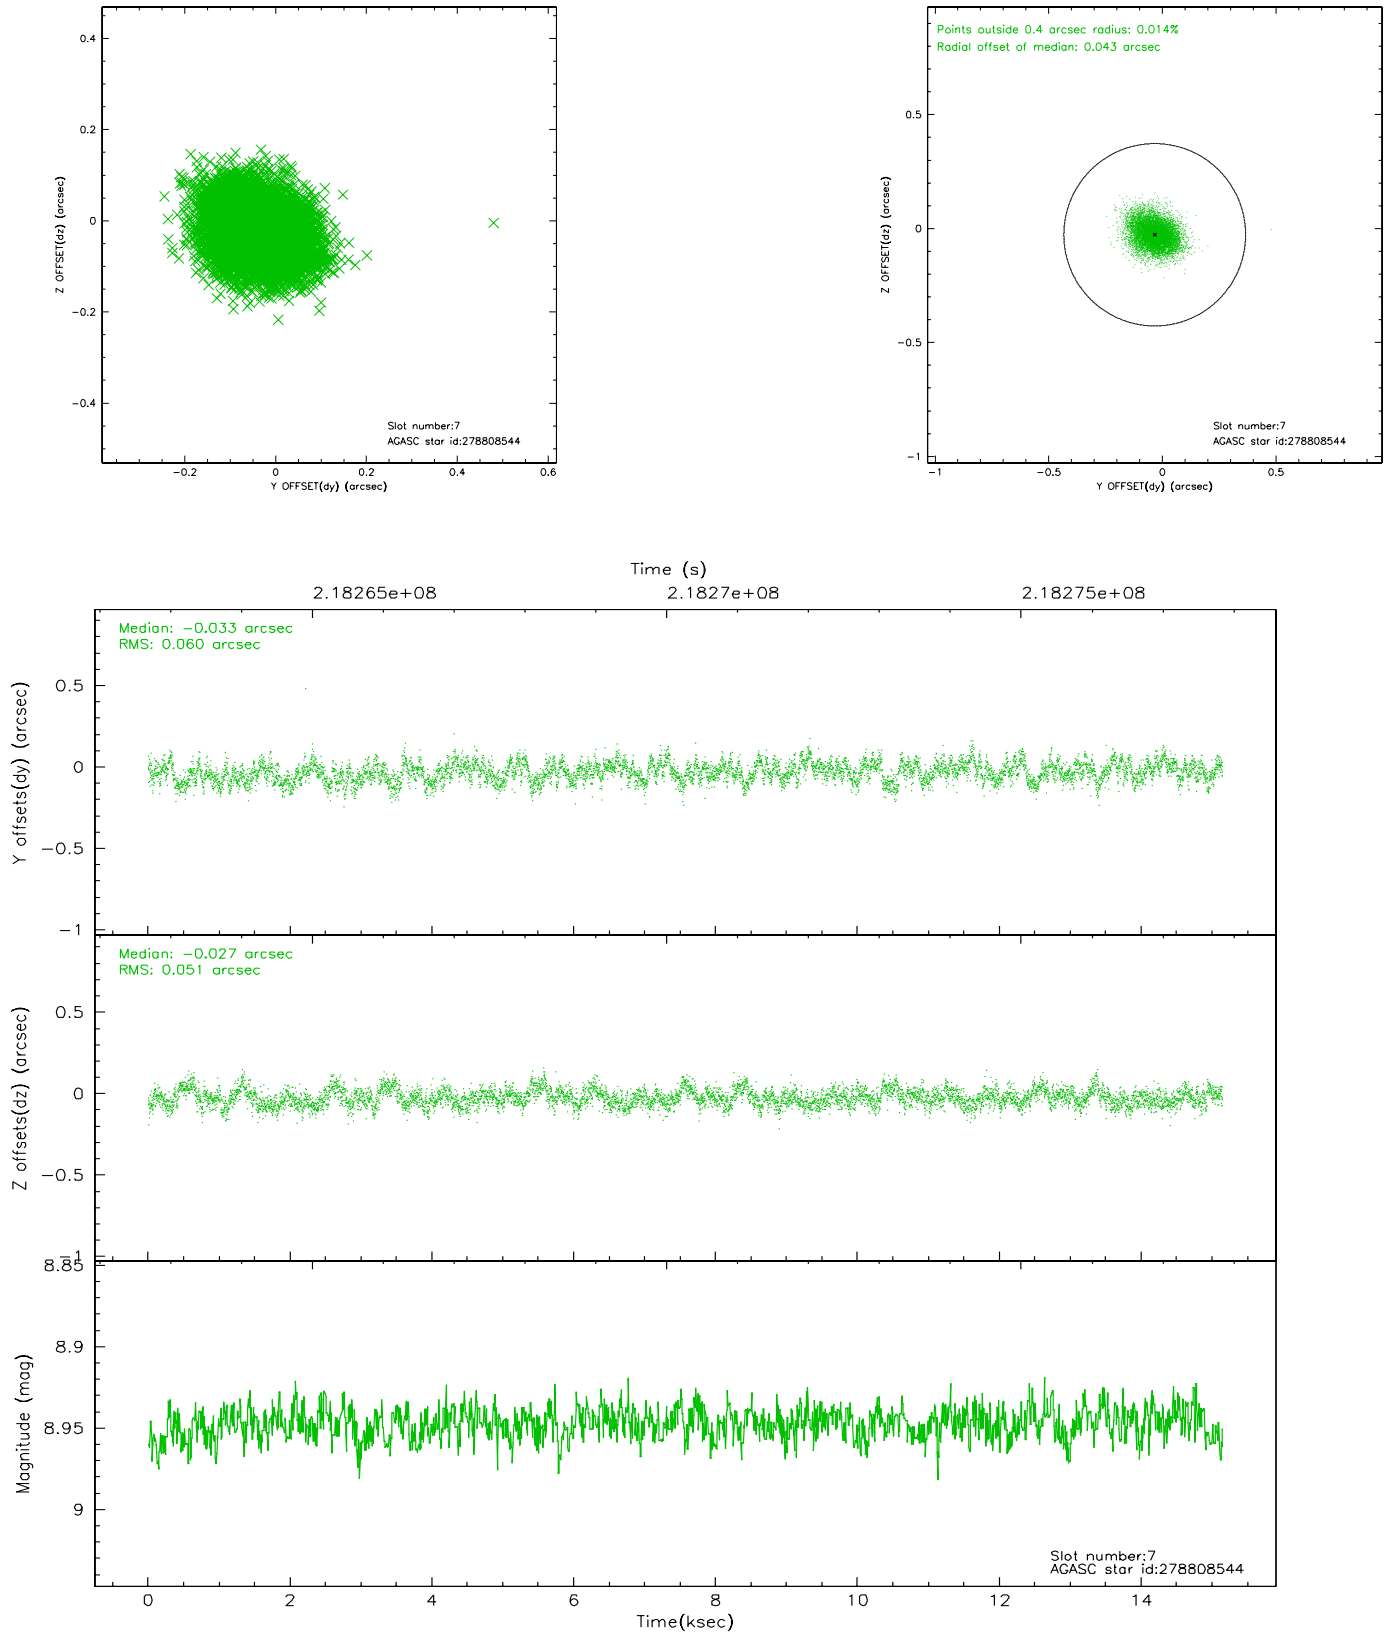 0.4
0.2
0
-0.2
-0.4
Z OFFSET(dz) (arcsec)
Slot number:7
AGASC star id:278808544
-0.2 0 0.2 0.4 0.6
Y OFFSET(dy) (arcsec)
Points outside 0.4 arcsec radius: 0.014%
Radial offset of median: 0.043 arcsec
0.5
0
-0.5
-1
Z OFFSET(dz) (arcsec)
Slot number:7
AGASC star id:278808544
-1 -0.5 0 0.5
Y OFFSET(dy) (arcsec)
Time (s)
2.18265e+08 2.1827e+08 2.18275e+08
Median: -0.033 arcsec
RMS: 0.060 arcsec
0.5
0
-0.5
-1
Y offsets(dy) (arcsec)
Median: -0.027 arcsec
RMS: 0.051 arcsec
0.5
0
-0.5
-1
Z offsets(dz) (arcsec)
8.85
8.9
8.95
9
Magnitude (mag)
Slot number:7
AGASC star id:278808544
0 2 4 6 8 10 12 14
Time(ksec)